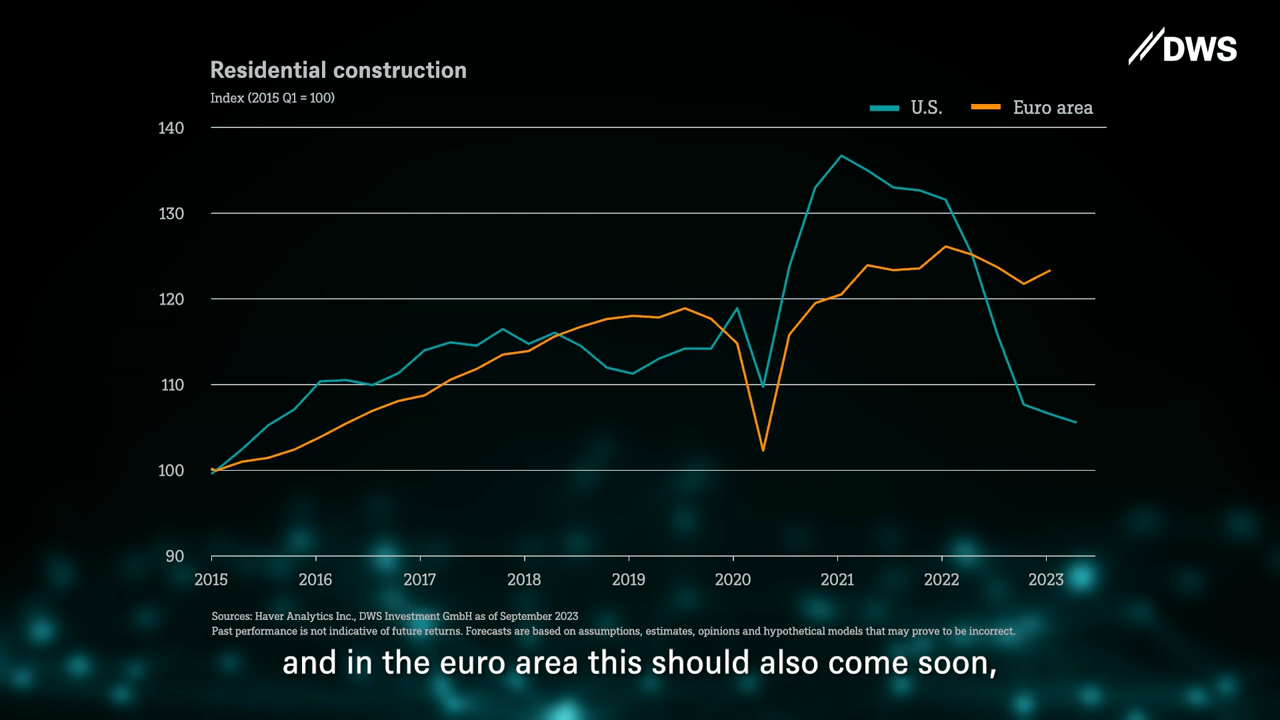 DWS
Residential construction
Index (2015 Q1 = 100)
U.S.
Euro area
140
130
120
110
100
90
2015
2016
2017
2018
2019
2020
2021
2022
2023
Sources: Haver Analytics Inc., DWS Investment GmbH as of September 2023
Past performance is not indicative of future returns. Forecasts are based on assumptions, estimates, opinions and hypothetical models that may prove to be incorrect.
and in the euro area this should also come soon,